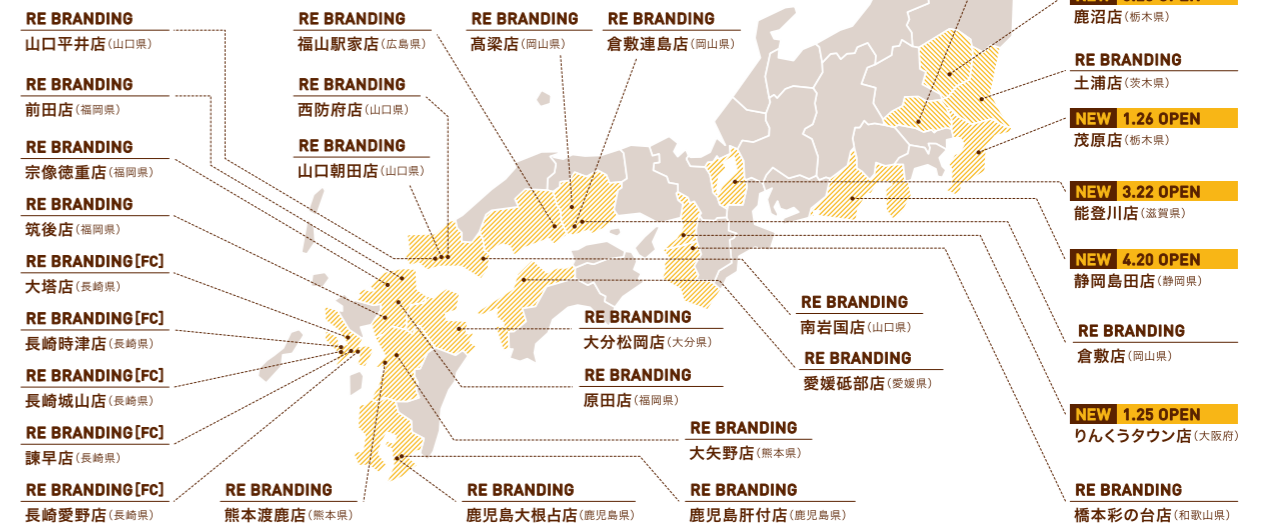 RE BRANDING
山口平井店(山口県)
RE BRANDING
前田店(福岡県)
RE BRANDING
宗像徳重店(福岡県)
RE BRANDING
筑後店(福岡県)
RE BRANDING[FC]
大塔店(長崎県)
RE BRANDING[FC]
長崎時津店(長崎県)
RE BRANDING[FC]
長崎城山店(長崎県)
RE BRANDING[FC]
諫早店(長崎県)
RE BRANDING[FC]
長崎愛野店(長崎県)
RE BRANDING
福山駅家店(広島県)
RE BRANDING
西防府店(山口県)
RE BRANDING
山口朝田店(山口県)
RE BRANDING
髙梁店(岡山県)
RE BRANDING
倉敷連島店(岡山県)
RE BRANDING
大分松岡店(大分県)
RE BRANDING
原田店(福岡県)
RE BRANDING
大矢野店(熊本県)
RE BRANDING
熊本渡鹿店(熊本県)
RE BRANDING
鹿児島大根占店(鹿児島県)
RE BRANDING
鹿児島肝付店(鹿児島県)
RE BRANDING
南岩国店(山口県)
RE BRANDING
愛媛砥部店(愛媛県)
鹿沼店(栃木県)
RE BRANDING
土浦店(茨木県)
NEW 1.26 OPEN
茂原店(栃木県)
NEW 3.22 OPEN
能登川店(滋賀県)
NEW 4.20 OPEN
静岡島田店(静岡県)
RE BRANDING
倉敷店(岡山県)
NEW 1.25 OPEN
りんくうタウン店(大阪府)
RE BRANDING
橋本彩の台店(和歌山県)